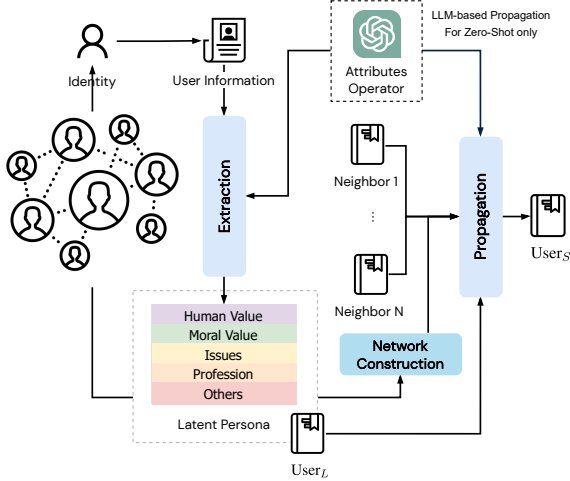 LLM-based Propagation
For Zero-Shot only
Identity
User Information
Attributes
Operator
Extraction
Neighbor 1
...
Propagation
User_S
Neighbor N
Human Value
Moral Value
Issues
Profession
Others
Network
Construction
Latent Persona
User_L